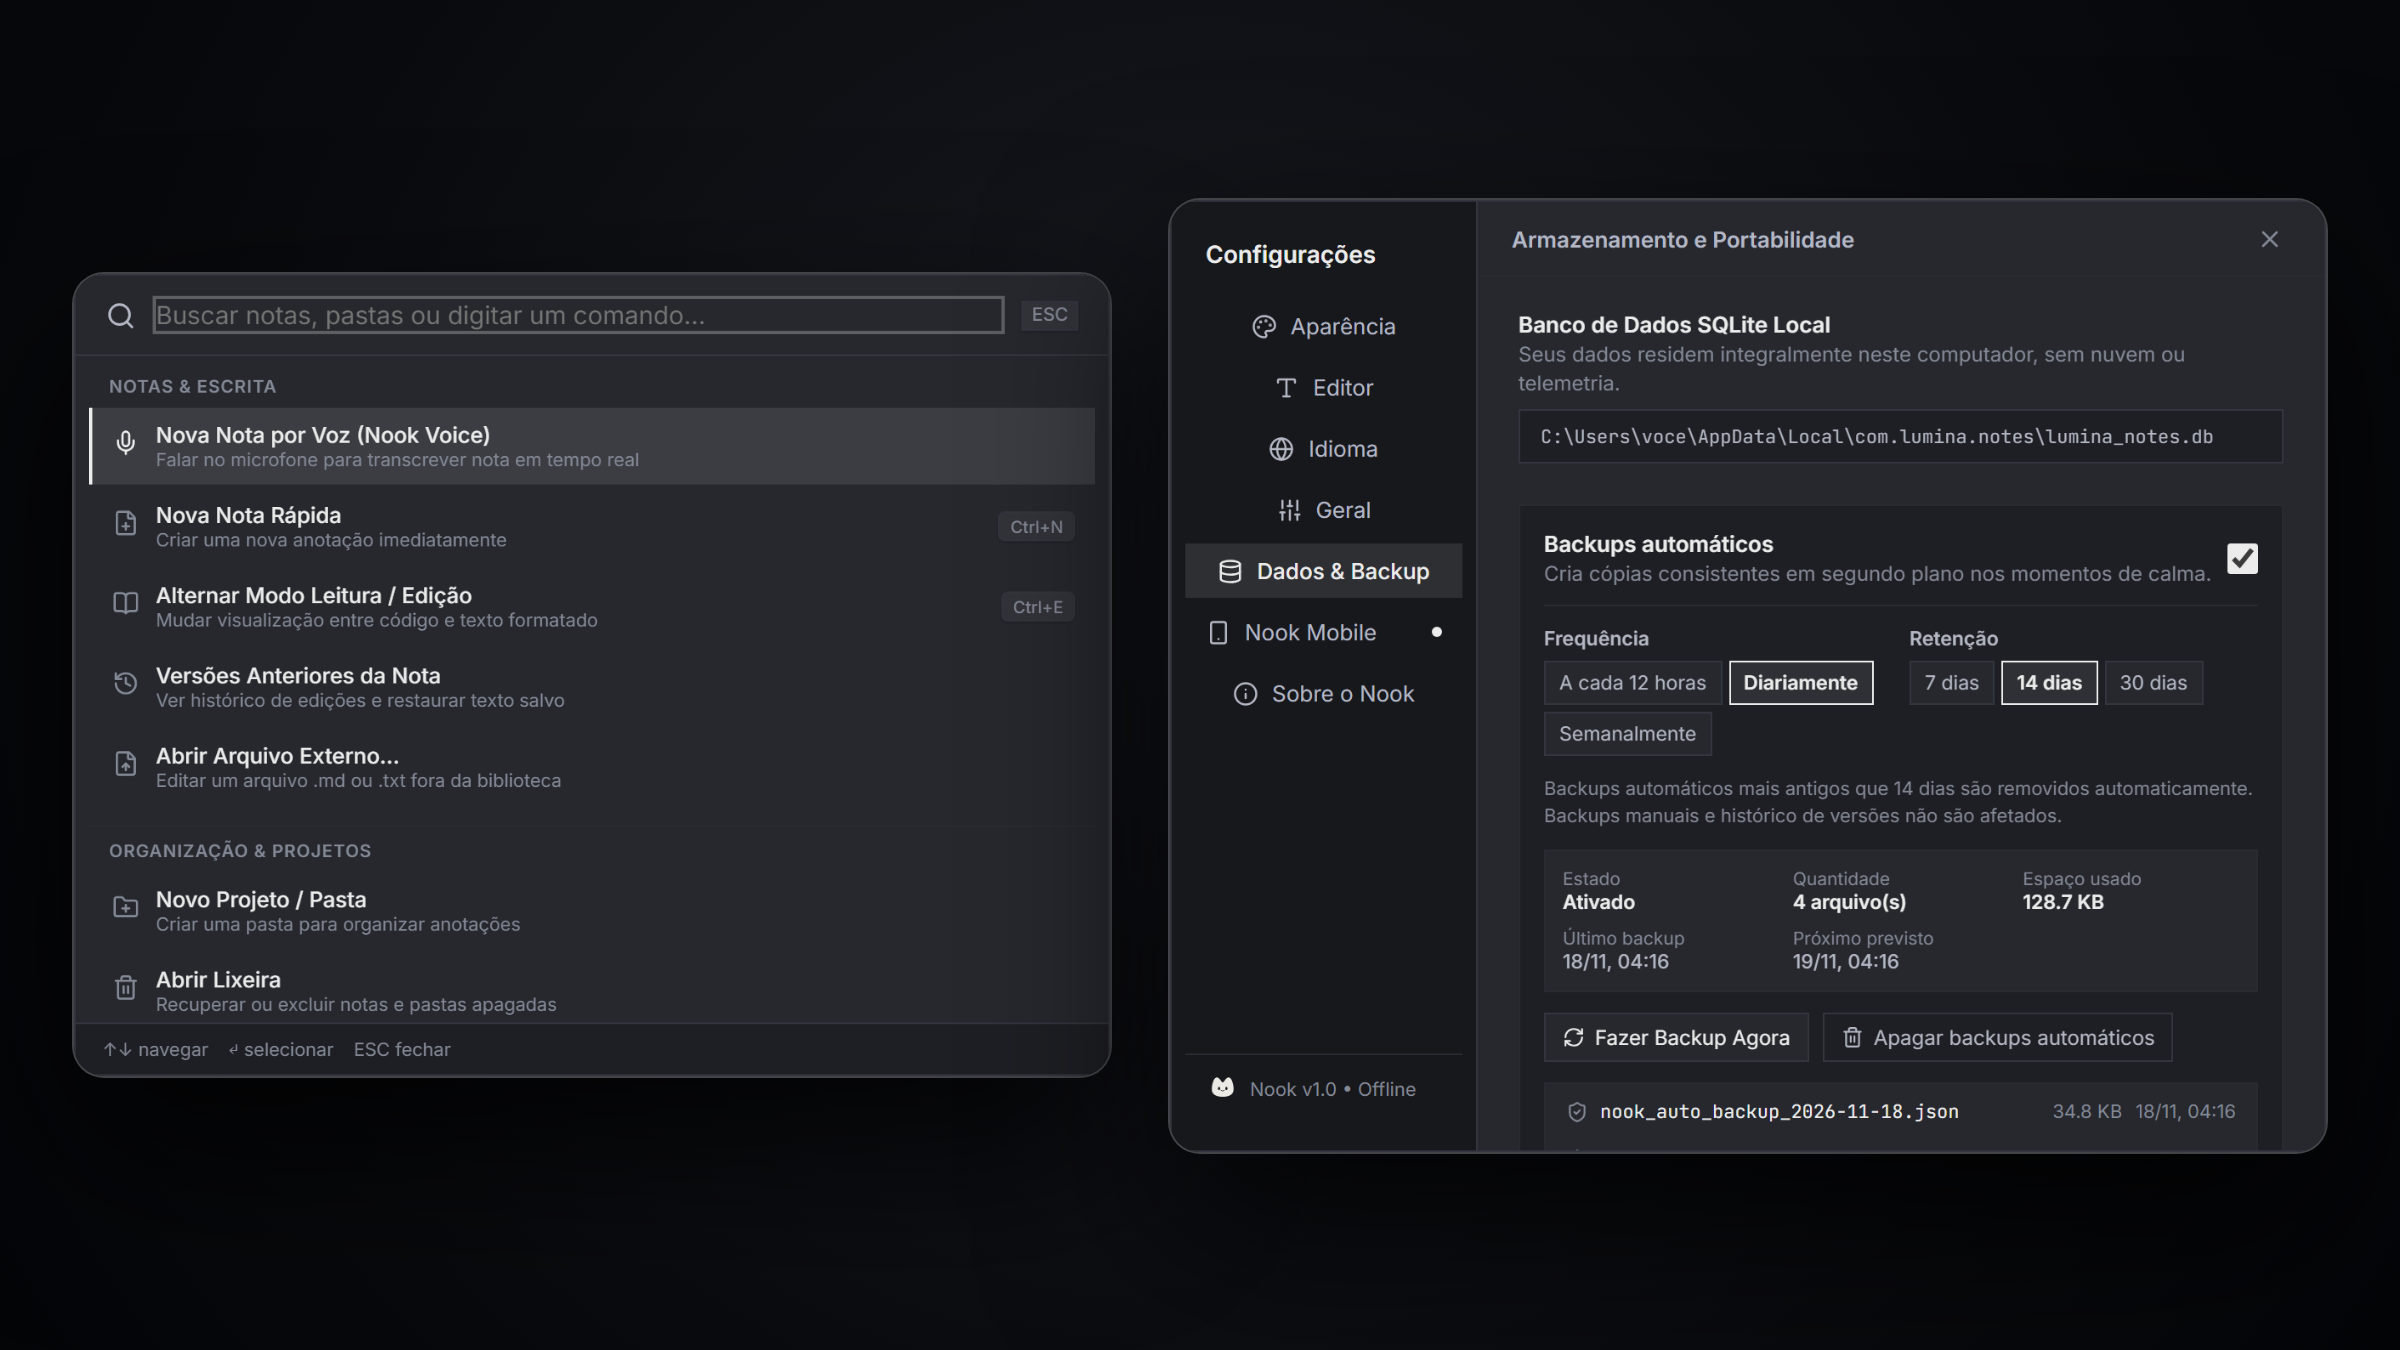 Buscar notas, pastas ou digitar um comando...
ESC
NOTAS & ESCRITA
Nova Nota por Voz (Nook Voice)
Falar no microfone para transcrever nota em tempo real
Nova Nota Rápida
Criar uma nova anotação imediatamente
Ctrl+N
Alternar Modo Leitura / Edição
Mudar visualização entre código e texto formatado
Ctrl+E
Versões Anteriores da Nota
Ver histórico de edições e restaurar texto salvo
Abrir Arquivo Externo...
Editar um arquivo .md ou .txt fora da biblioteca
ORGANIZAÇÃO & PROJETOS
Novo Projeto / Pasta
Criar uma pasta para organizar anotações
Abrir Lixeira
Recuperar ou excluir notas e pastas apagadas
↑↓ navegar ↵ selecionar ESC fechar
Configurações
Aparência
Editor
Idioma
Geral
Dados & Backup
Nook Mobile
Sobre o Nook
Nook v1.0 • Offline
Armazenamento e Portabilidade
Banco de Dados SQLite Local
Seus dados residem integralmente neste computador, sem nuvem ou
telemetria.
C:\Users\voce\AppData\Local\com.lumina.notes\lumina_notes.db
Backups automáticos
Cria cópias consistentes em segundo plano nos momentos de calma.
Frequência
A cada 12 horas
Diariamente
Semanalmente
Retenção
7 dias
14 dias
30 dias
Backups automáticos mais antigos que 14 dias são removidos automaticamente.
Backups manuais e histórico de versões não são afetados.
Estado
Ativado
Quantidade
4 arquivo(s)
Espaço usado
128.7 KB
Último backup
18/11, 04:16
Próximo previsto
19/11, 04:16
Fazer Backup Agora
Apagar backups automáticos
nook_auto_backup_2026-11-18.json
34.8 KB 18/11, 04:16